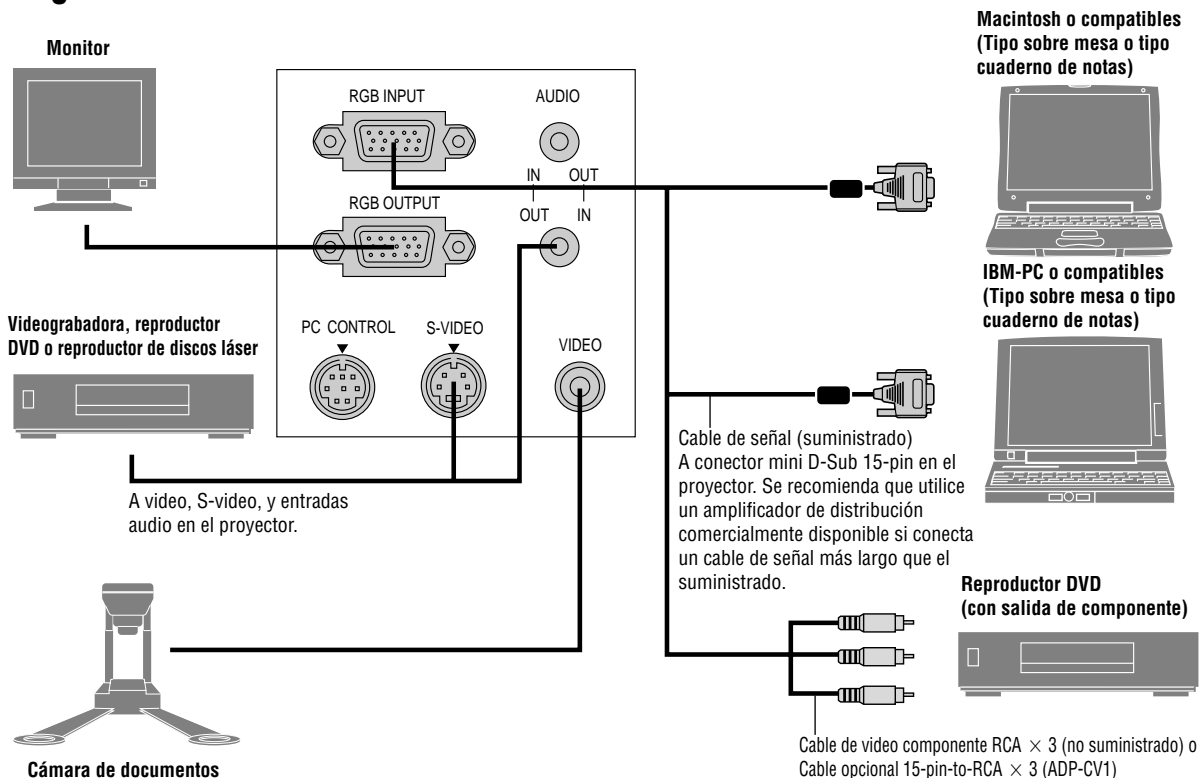 Monitor
RGB INPUT
AUDIO
IN OUT
RGB OUTPUT
OUT IN
PC CONTROL
S-VIDEO
VIDEO
Macintosh o compatibles
(Tipo sobre mesa o tipo
cuaderno de notas)
IBM-PC o compatibles
(Tipo sobre mesa o tipo
cuaderno de notas)
Videograbadora, reproductor
DVD o reproductor de discos láser
A video, S-video, y entradas
audio en el proyector.
Cable de señal (suministrado)
A conector mini D-Sub 15-pin en el
proyector. Se recomienda que utilice
un amplificador de distribución
comercialmente disponible si conecta
un cable de señal más largo que el
suministrado.
Reproductor DVD
(con salida de componente)
Cable de video componente RCA × 3 (no suministrado) o
Cable opcional 15-pin-to-RCA × 3 (ADP-CV1)
Cámara de documentos